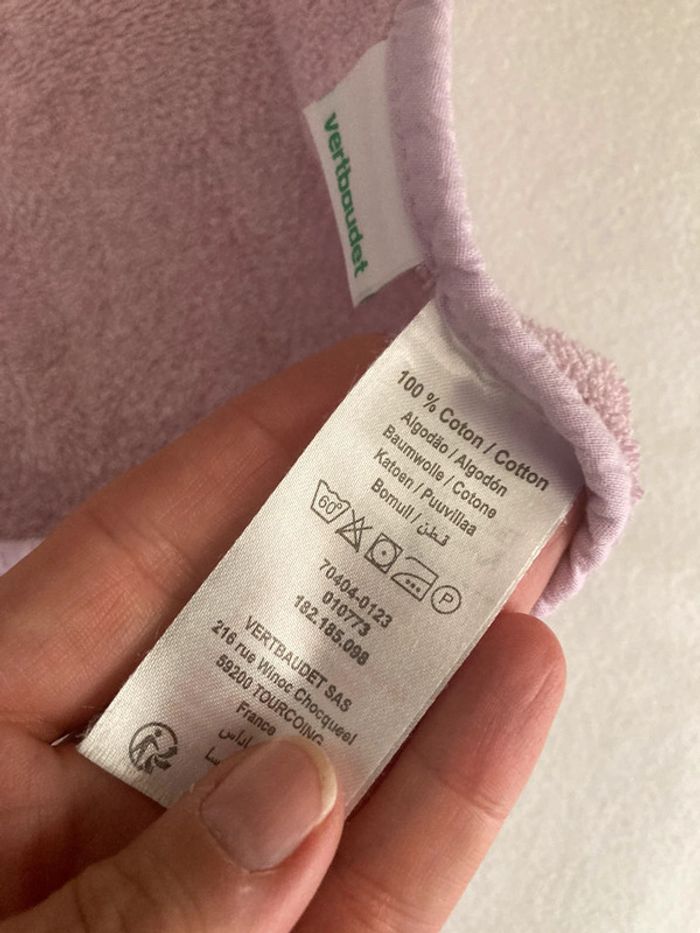 vertbaudet
100 % Coton / Cotton
Algodão / Algodón
Baumwolle / Cotone
Katoen / Puuvillaa
Bomull / قطن
60°
P
70404-0123
010773
182.185.098
VERTBAUDET SAS
216 rue Winoc Chocqueel
59200 TOURCOING
France